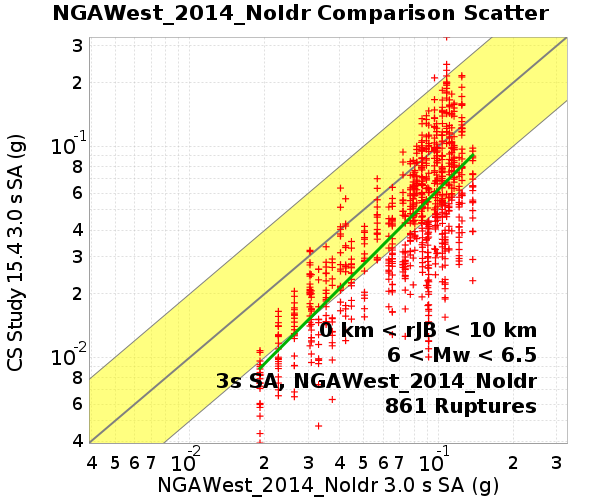 NGAWest_2014_NoIdr Comparison Scatter
CS Study 15.4 3.0 s SA (g)
3
2
10-1
8
6
4
3
2
10-2
8
6
4
0 km < rJB < 10 km
6 < Mw < 6.5
3s SA, NGAWest_2014_NoIdr
861 Ruptures
4 5 6 7 10-2 2 3 4 5 6 7 10-1 2 3
NGAWest_2014_NoIdr 3.0 s SA (g)